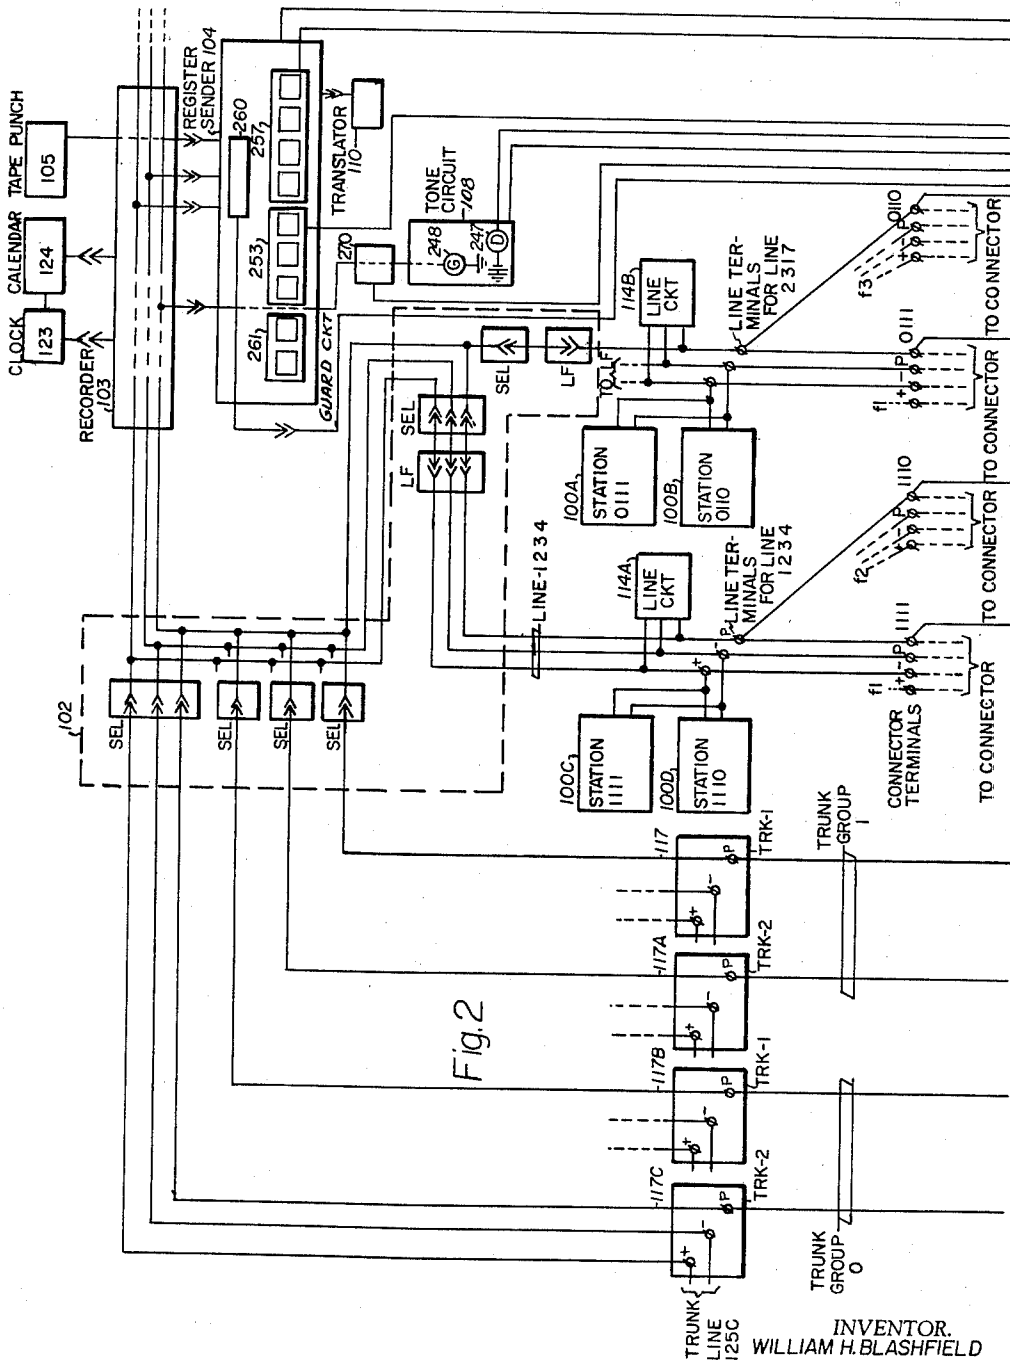 CLOCK
123
CALENDAR
124
TAPE PUNCH
105
RECORDER
103
REGISTER
SENDER 104
260
257
253
261
GUARD CKT
TRANSLATOR
110
270
TONE
CIRCUIT
108
248
247
G
D
102
SEL
SEL
SEL
SEL
LF
SEL
SEL
LF
TO LF
LINE-1234
114B
LINE
CKT
LINE TER-
MINALS
FOR LINE
2317
100A
STATION
0111
100B
STATION
0110
114A
LINE
CKT
P
LINE TER-
MINALS
FOR LINE
1234
+
-
100C
STATION
1111
100D
STATION
1110
f3
+
-
P
0110
TO CONNECTOR
f1
+
-
P
0111
TO CONNECTOR
f2
+
-
P
1110
TO CONNECTOR
f1
+
-
P
1111
CONNECTOR
TERMINALS
TO CONNECTOR
117
+
-
P
TRK-1
117A
+
-
P
TRK-2
117B
+
-
P
TRK-1
117C
+
-
P
TRK-2
TRUNK
GROUP
1
TRUNK
GROUP
0
TRUNK
LINE
125C
Fig.2
INVENTOR.
WILLIAM H. BLASHFIELD